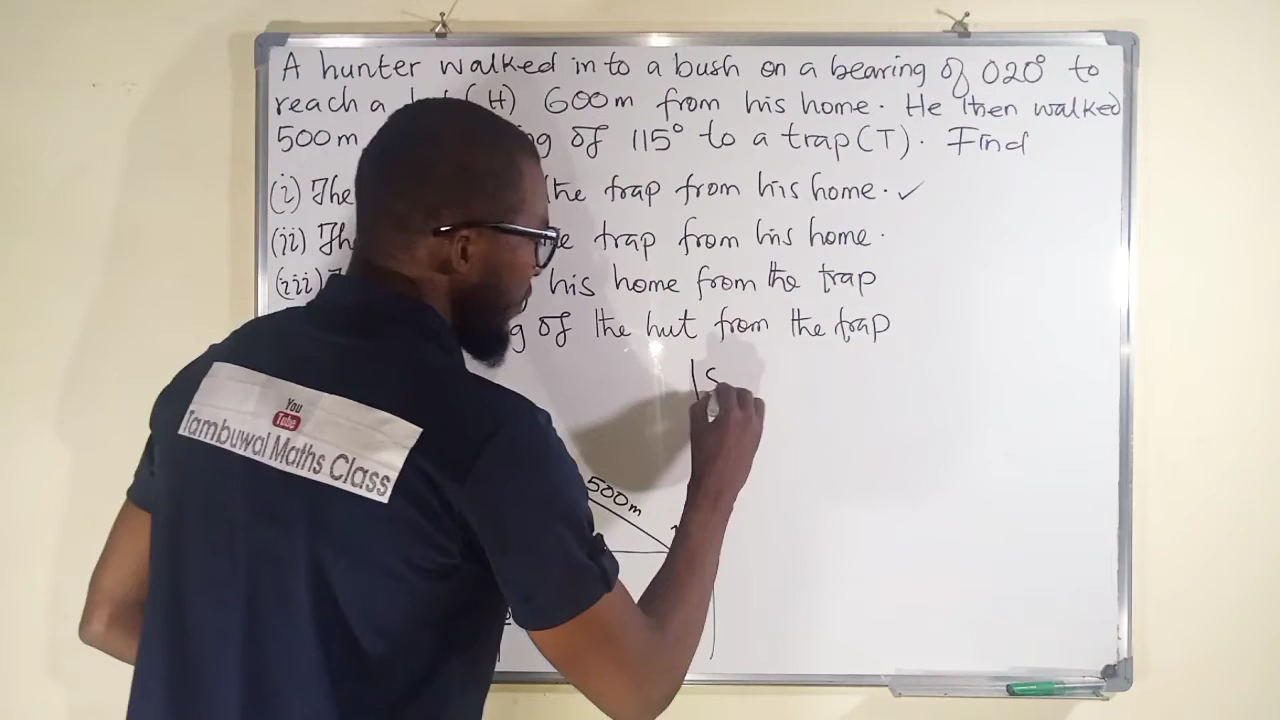 A hunter walked into a bush on a bearing of 020° to
reach a (H) 600m from his home. He then walked
500m of 115° to a trap (T). Find
(i) The the trap from his home. ✓
(ii) trap from his home.
(iii) his home from the trap
of the hut from the trap
500m
You
Tube
Tambuwal Maths Class